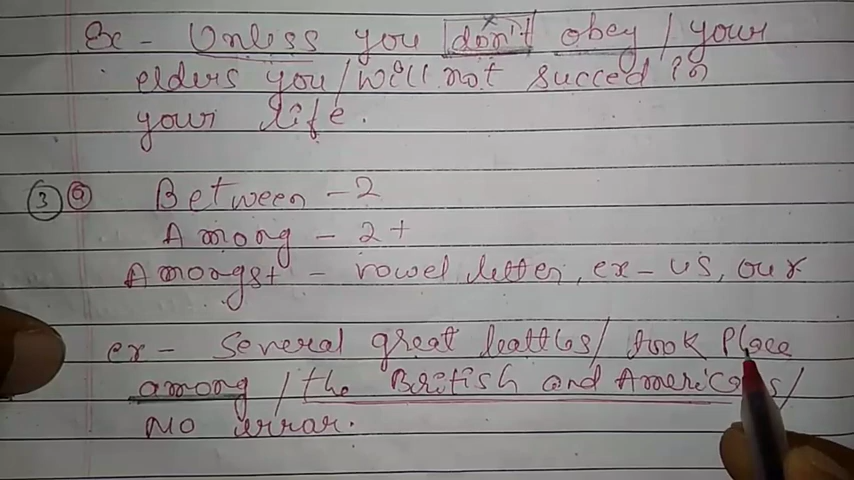 Ex - Unless you don't obey / your
elders you / will not succed in
your life.
3 a Between - 2
Among - 2+
Amongst - vowel letter, ex - us, our
ex - Several great battles / took place
among / the British and Americans /
No error.